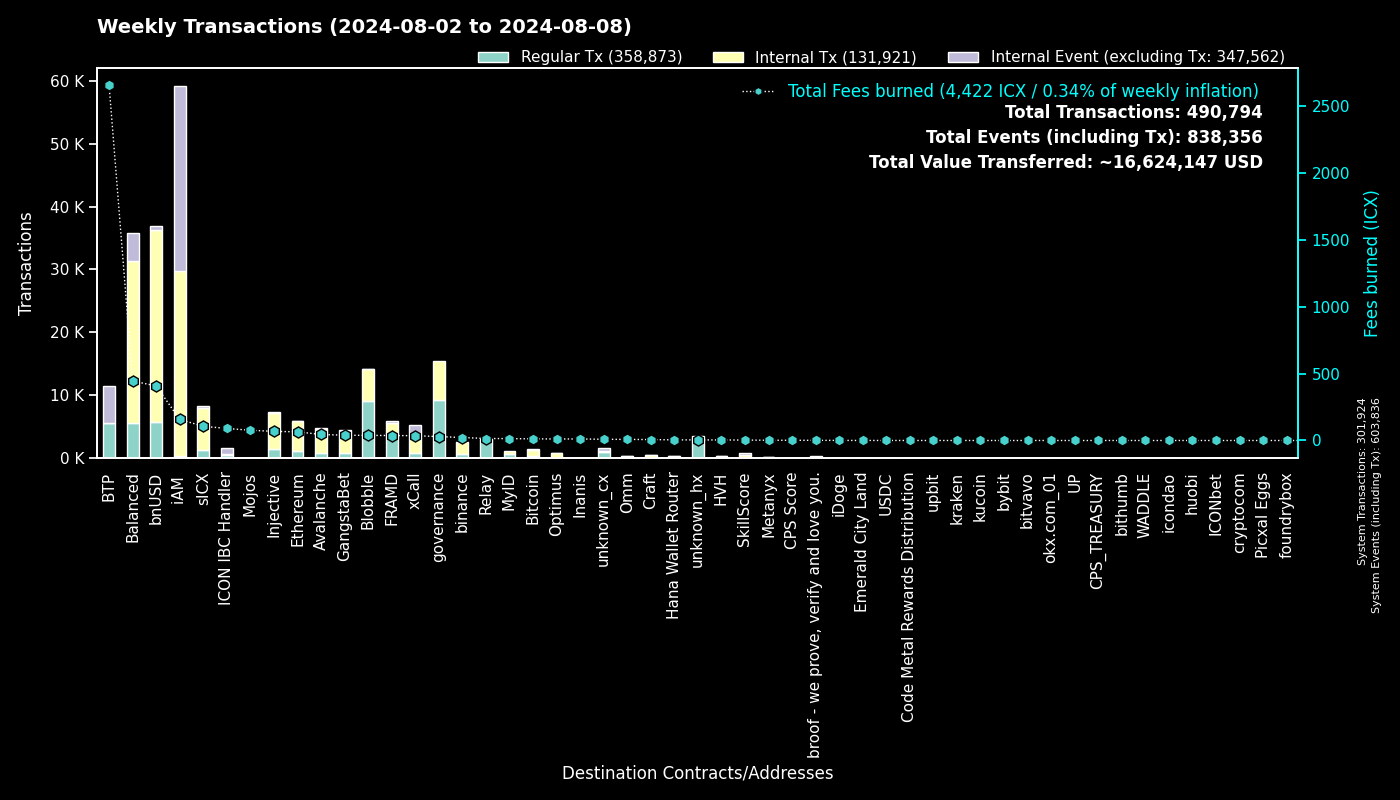 Weekly Transactions (2024-08-02 to 2024-08-08)
Regular Tx (358,873)
Internal Tx (131,921)
Internal Event (excluding Tx: 347,562)
Total Fees burned (4,422 ICX / 0.34% of weekly inflation)
Total Transactions: 490,794
Total Events (including Tx): 838,356
Total Value Transferred: ~16,624,147 USD
Transactions
60 K
50 K
40 K
30 K
20 K
10 K
0 K
2500
2000
1500
1000
500
0
Fees burned (ICX)
System Transactions: 301,924
System Events (including Tx): 603,836
BTP
Balanced
bnUSD
iAM
sICX
ICON IBC Handler
Mojos
Injective
Ethereum
Avalanche
GangstaBet
Blobble
FRAMD
xCall
governance
binance
Relay
MyID
Bitcoin
Optimus
Inanis
unknown_cx
Omm
Craft
Hana Wallet Router
unknown_hx
HVH
SkillScore
Metanyx
CPS Score
broof - we prove, verify and love you.
iDoge
Emerald City Land
USDC
Code Metal Rewards Distribution
upbit
kraken
kucoin
bybit
bitvavo
okx.com_01
UP
CPS_TREASURY
bithumb
WADDLE
icondao
huobi
ICONbet
cryptocom
Picxal Eggs
foundrybox
Destination Contracts/Addresses